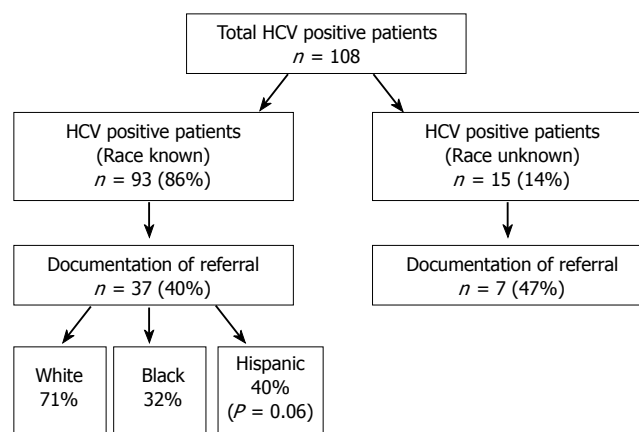 Total HCV positive patients
n = 108
HCV positive patients
(Race known)
n = 93 (86%)
HCV positive patients
(Race unknown)
n = 15 (14%)
Documentation of referral
n = 37 (40%)
Documentation of referral
n = 7 (47%)
White
71%
Black
32%
Hispanic
40%
(P = 0.06)